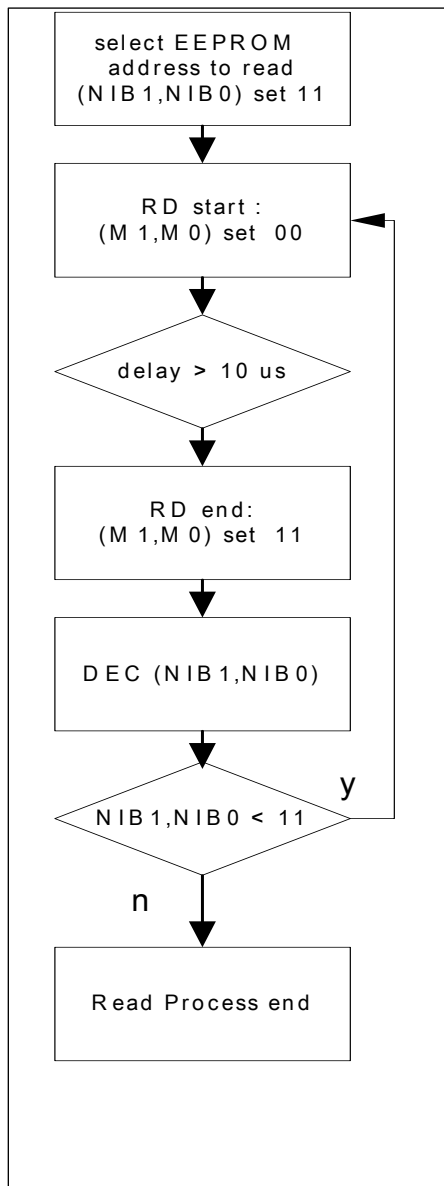 select EEPROM
address to read
(NIB1,NIB0) set 11
RD start :
(M1,M0) set 00
delay > 10 us
RD end:
(M1,M0) set 11
DEC (NIB1,NIB0)
NIB1,NIB0 < 11
y
n
Read Process end